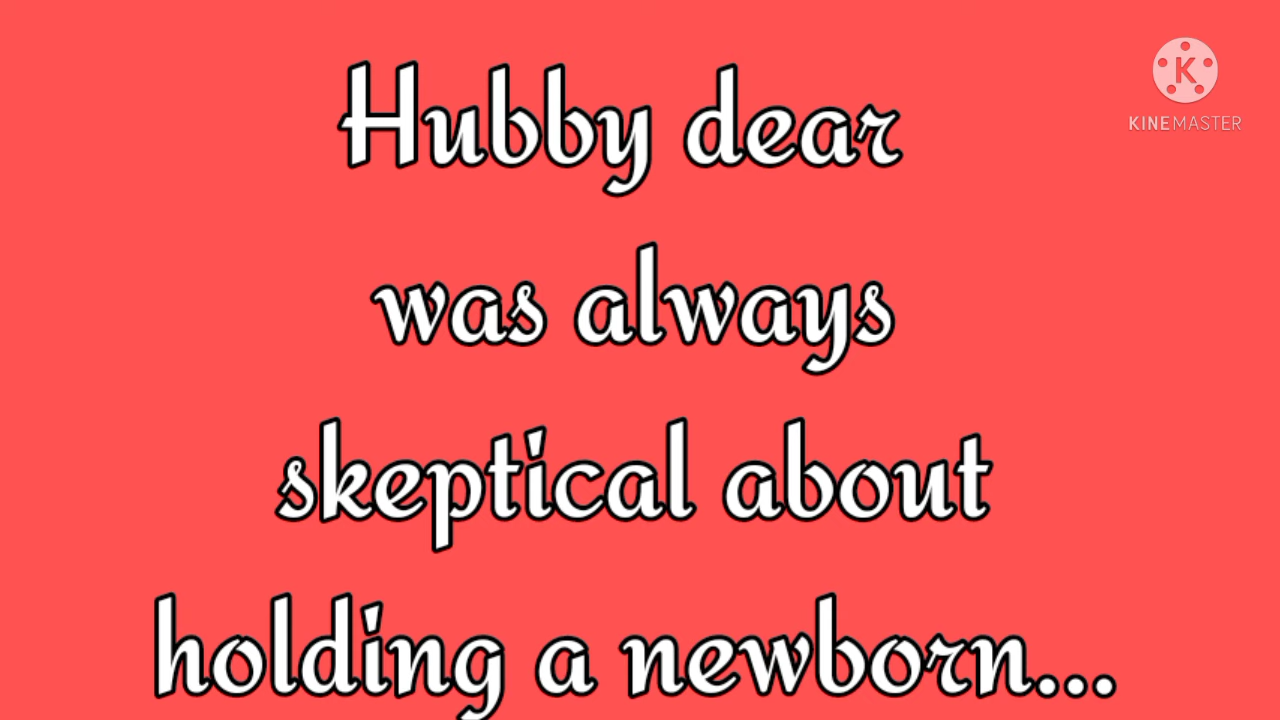 Hubby dear
K
KINEMASTER
was always
skeptical about
holding a newborn...